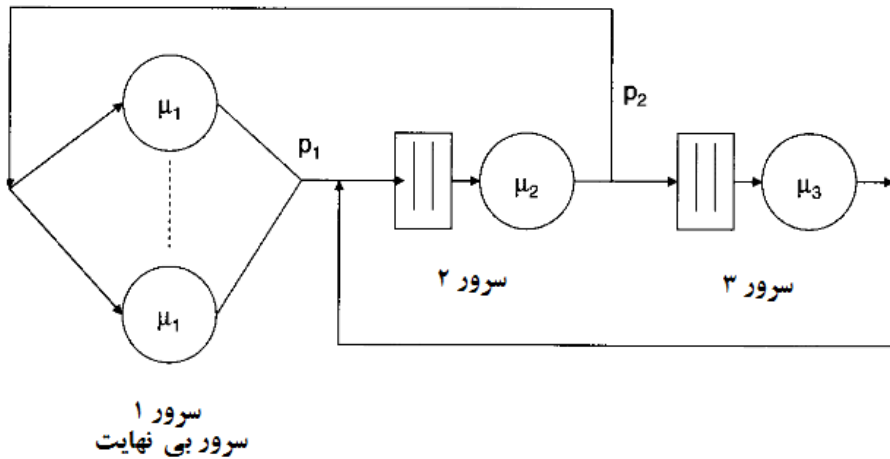 μ₁
p₁
p₂
μ₂
μ₃
μ₁
سرور ۲
سرور ۳
سرور ۱
سرور بی نهایت